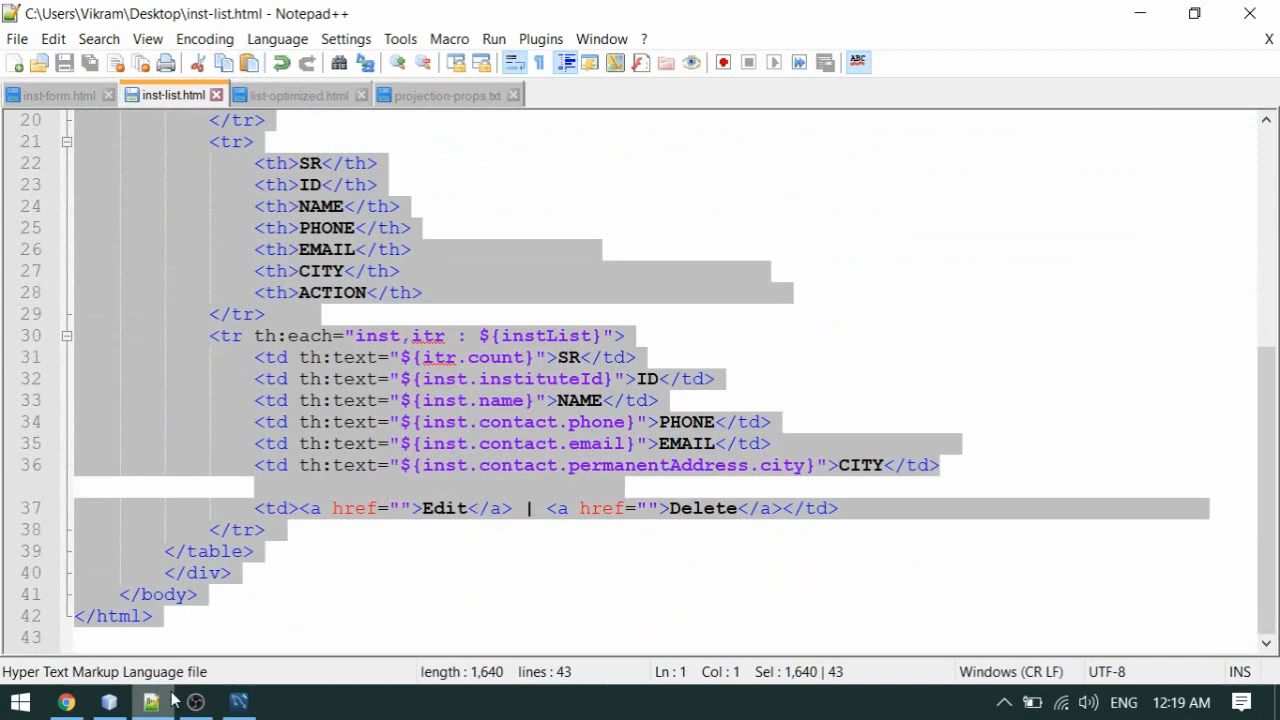 C:\Users\Vikram\Desktop\inst-list.html - Notepad++
File Edit Search View Encoding Language Settings Tools Macro Run Plugins Window ? X
ABC
inst-form.html inst-list.html list-optimized.html projection-props.txt
20 </tr>
21 <tr>
22 <th>SR</th>
23 <th>ID</th>
24 <th>NAME</th>
25 <th>PHONE</th>
26 <th>EMAIL</th>
27 <th>CITY</th>
28 <th>ACTION</th>
29 </tr>
30 <tr th:each="inst,itr : ${instList}">
31 <td th:text="${itr.count}">SR</td>
32 <td th:text="${inst.instituteId}">ID</td>
33 <td th:text="${inst.name}">NAME</td>
34 <td th:text="${inst.contact.phone}">PHONE</td>
35 <td th:text="${inst.contact.email}">EMAIL</td>
36 <td th:text="${inst.contact.permanentAddress.city}">CITY</td>
37 <td><a href="">Edit</a> | <a href="">Delete</a></td>
38 </tr>
39 </table>
40 </div>
41 </body>
42 </html>
43
Hyper Text Markup Language file length : 1,640 lines : 43 Ln : 1 Col : 1 Sel : 1,640 | 43 Windows (CR LF) UTF-8 INS
ENG 12:19 AM